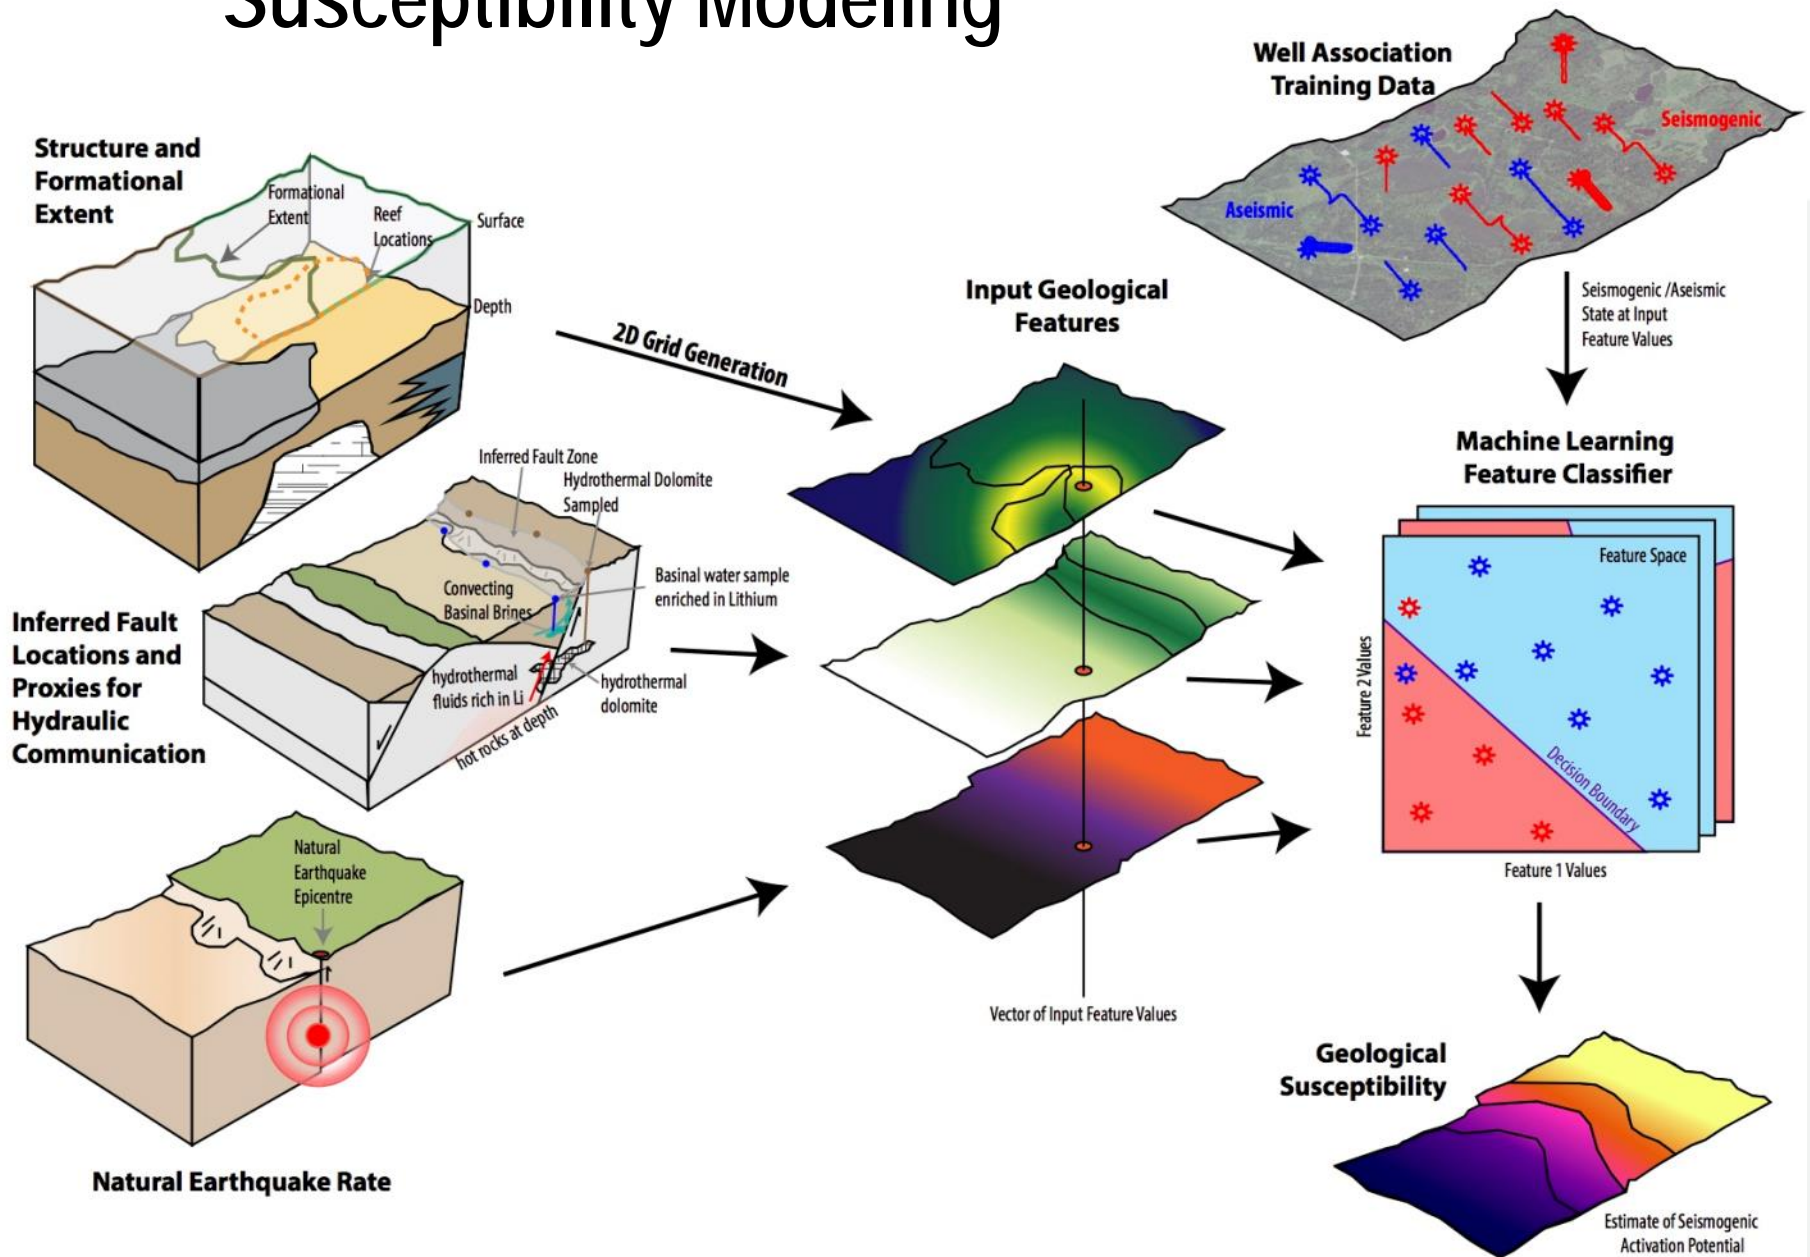 Susceptibility Modeling
Structure and
Formational
Extent
Formational
Extent
Reef
Locations
Surface
Depth
2D Grid Generation
Well Association
Training Data
Seismogenic
Aseismic
Seismogenic /Aseismic
State at Input
Feature Values
Input Geological
Features
Machine Learning
Feature Classifier
Feature Space
Feature 2 Values
Decision Boundary
Feature 1 Values
Inferred Fault Zone
Hydrothermal Dolomite
Sampled
Convecting
Basinal Brines
Basinal water sample
enriched in Lithium
hydrothermal
fluids rich in Li
hydrothermal
dolomite
hot rocks at depth
Inferred Fault
Locations and
Proxies for
Hydraulic
Communication
Natural
Earthquake
Epicentre
Natural Earthquake Rate
Vector of Input Feature Values
Geological
Susceptibility
Estimate of Seismogenic
Activation Potential